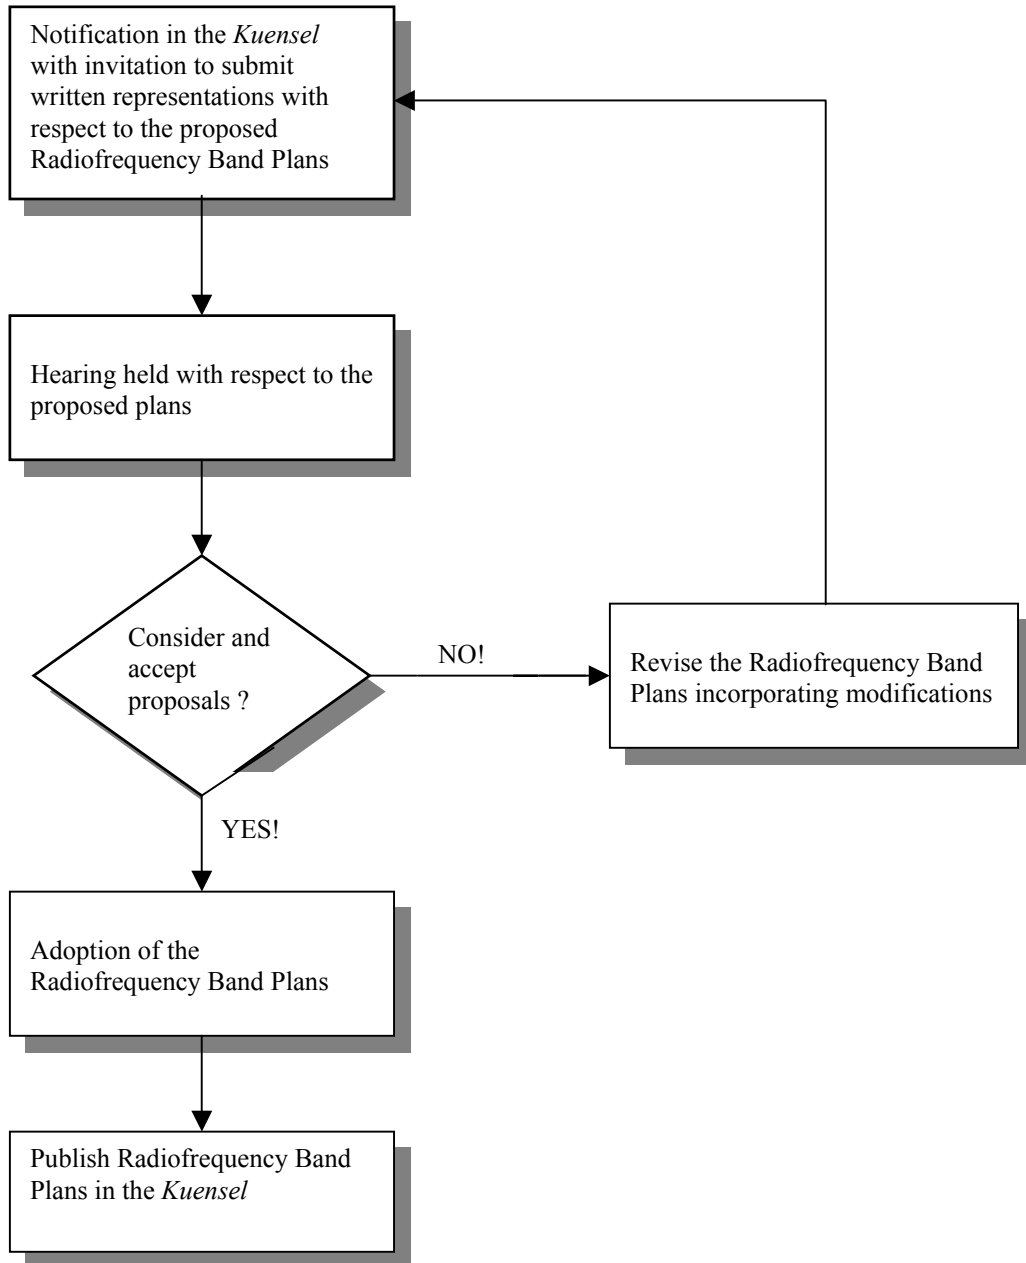 Notification in the Kuensel
with invitation to submit
written representations with
respect to the proposed
Radiofrequency Band Plans
Hearing held with respect to the
proposed plans
Consider and
accept
proposals ?
NO!
Revise the Radiofrequency Band
Plans incorporating modifications
YES!
Adoption of the
Radiofrequency Band Plans
Publish Radiofrequency Band
Plans in the Kuensel